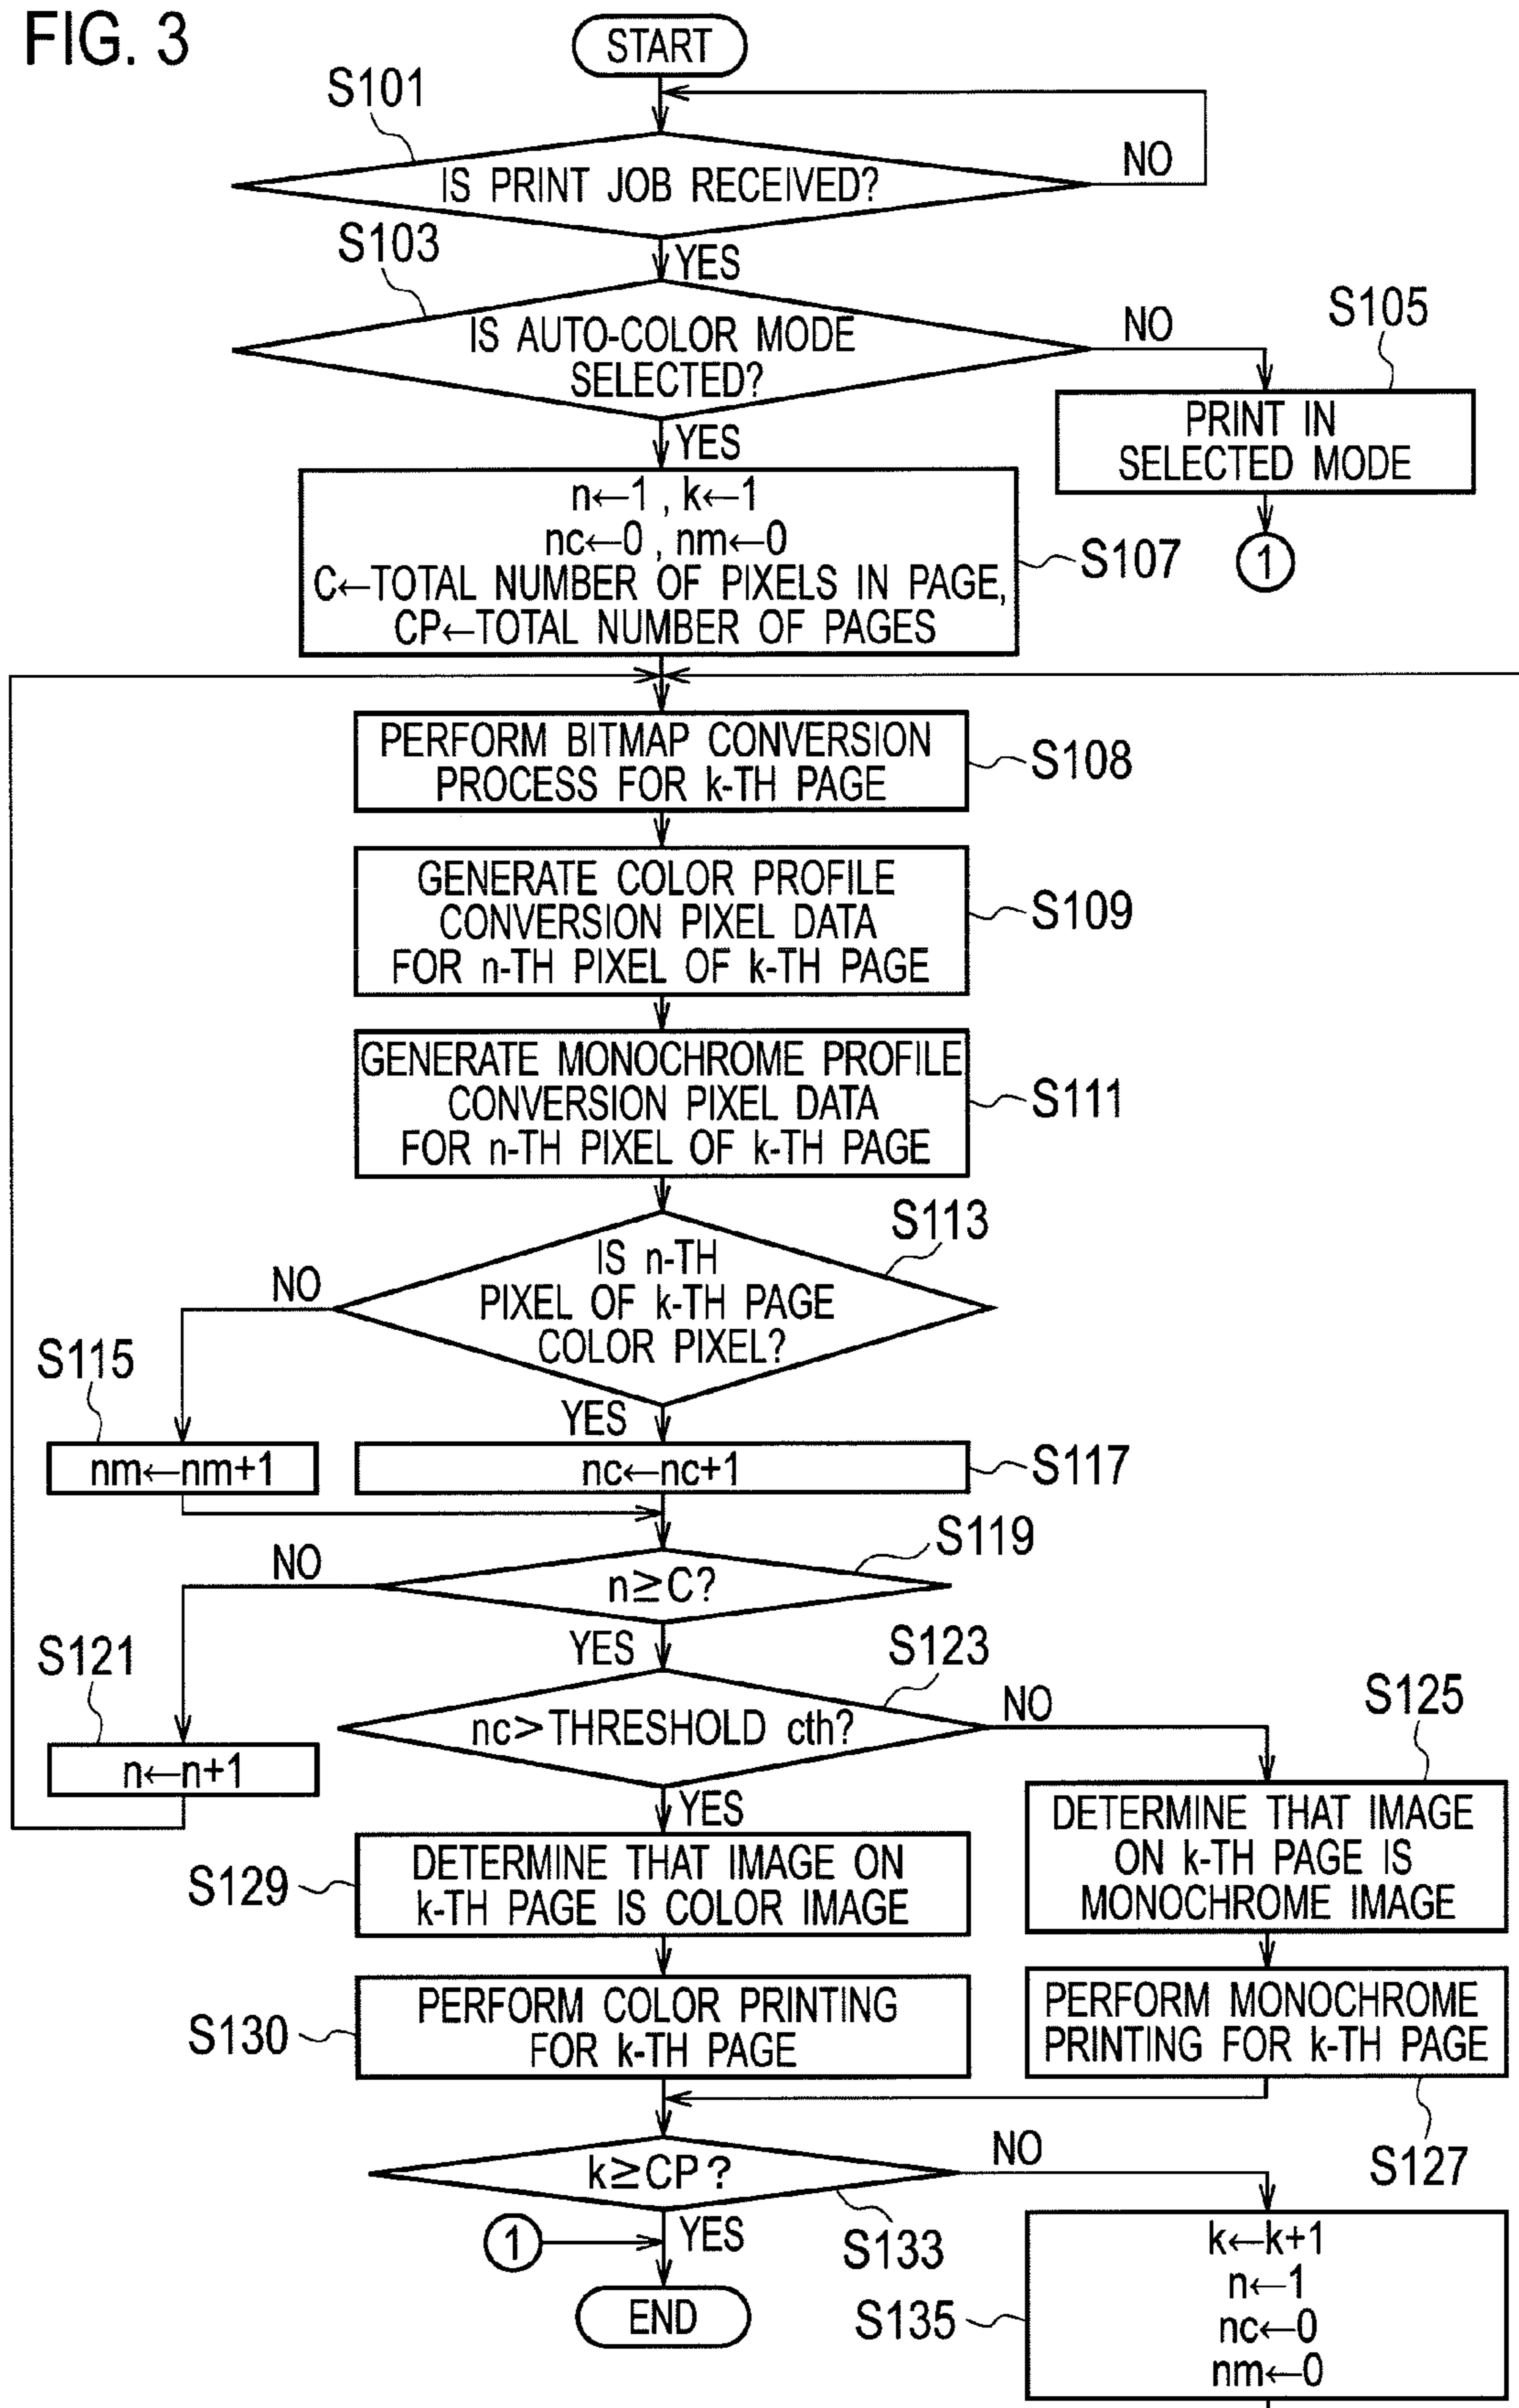 FIG. 3
START
S101
IS PRINT JOB RECEIVED?
NO
YES
S103
IS AUTO-COLOR MODE
SELECTED?
NO
YES
S105
PRINT IN
SELECTED MODE
1
n←1 , k←1
nc←0 , nm←0
C←TOTAL NUMBER OF PIXELS IN PAGE,
CP←TOTAL NUMBER OF PAGES
S107
PERFORM BITMAP CONVERSION
PROCESS FOR k-TH PAGE
S108
GENERATE COLOR PROFILE
CONVERSION PIXEL DATA
FOR n-TH PIXEL OF k-TH PAGE
S109
GENERATE MONOCHROME PROFILE
CONVERSION PIXEL DATA
FOR n-TH PIXEL OF k-TH PAGE
S111
S113
IS n-TH
PIXEL OF k-TH PAGE
COLOR PIXEL?
NO
YES
S115
nm←nm+1
nc←nc+1
S117
S119
n≥C?
NO
YES
S121
n←n+1
S123
nc>THRESHOLD cth?
NO
YES
S125
DETERMINE THAT IMAGE
ON k-TH PAGE IS
MONOCHROME IMAGE
S129
DETERMINE THAT IMAGE ON
k-TH PAGE IS COLOR IMAGE
S130
PERFORM COLOR PRINTING
FOR k-TH PAGE
PERFORM MONOCHROME
PRINTING FOR k-TH PAGE
S127
k≥CP?
NO
YES
S133
1
END
S135
k←k+1
n←1
nc←0
nm←0